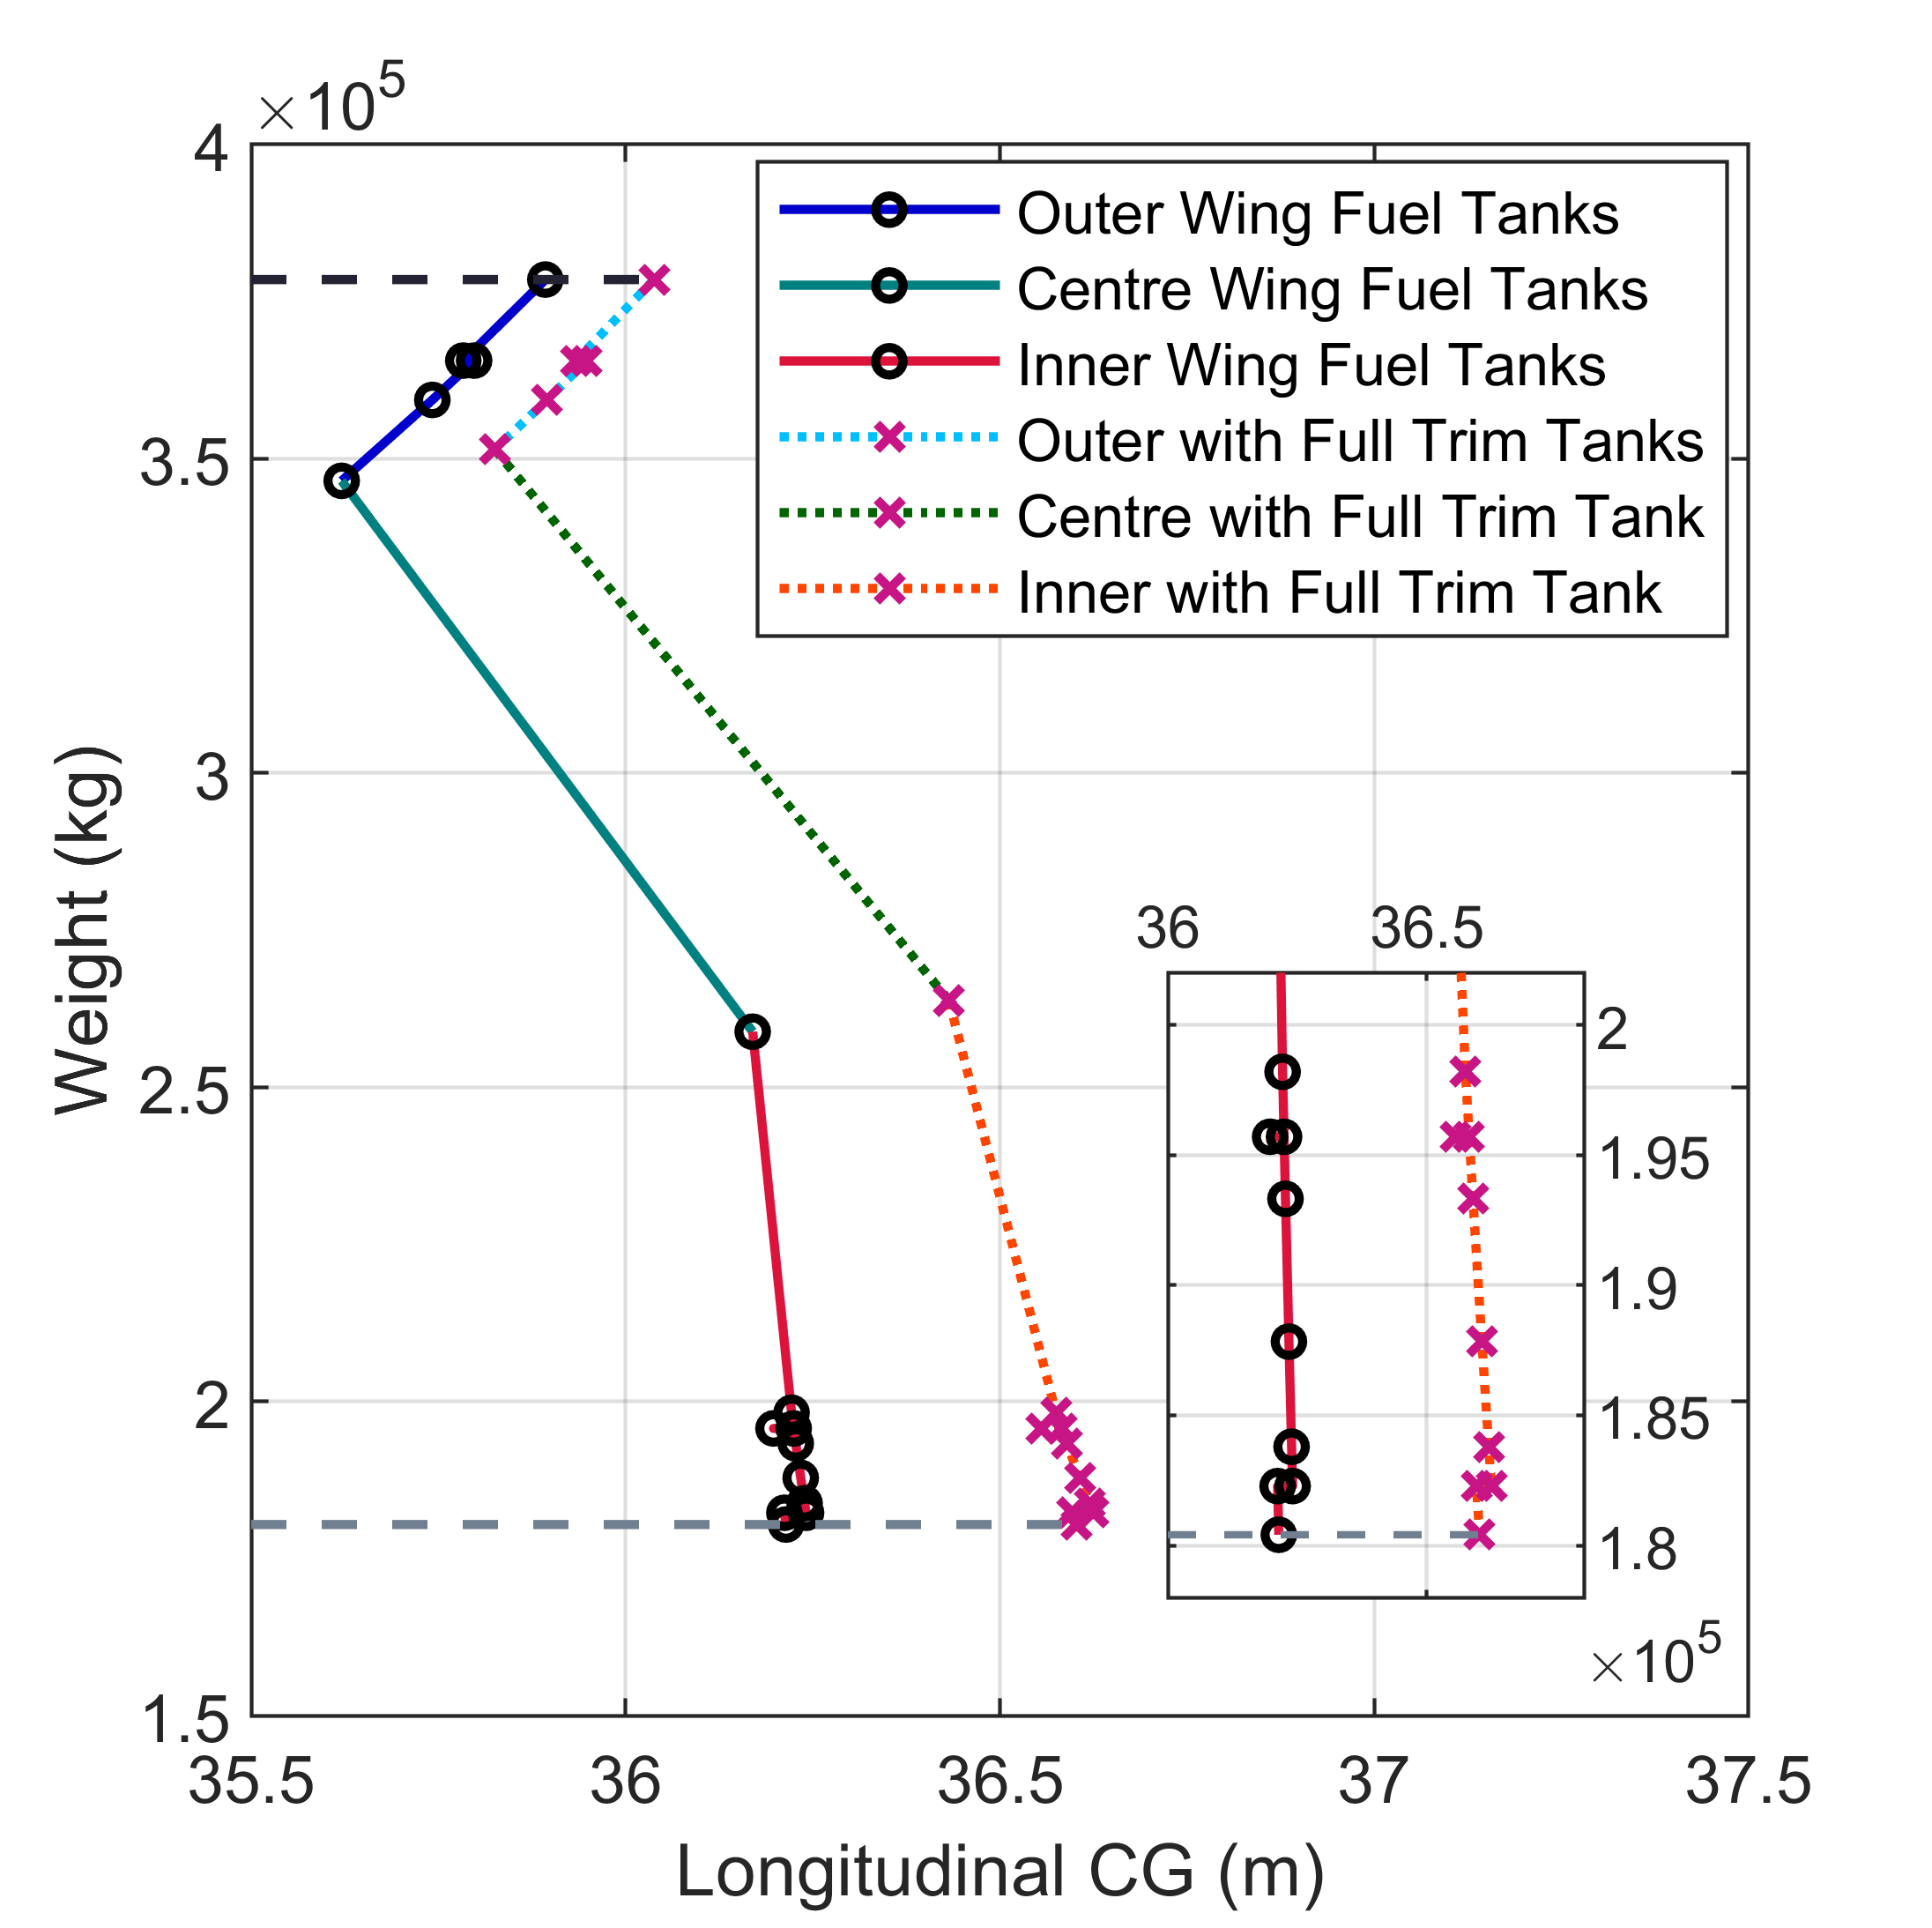 ×10^5
4
3.5
3
2.5
2
1.5
Weight (kg)
Outer Wing Fuel Tanks
Centre Wing Fuel Tanks
Inner Wing Fuel Tanks
Outer with Full Trim Tanks
Centre with Full Trim Tank
Inner with Full Trim Tank
36 36.5
2
1.95
1.9
1.85
1.8
×10^5
35.5 36 36.5 37 37.5
Longitudinal CG (m)